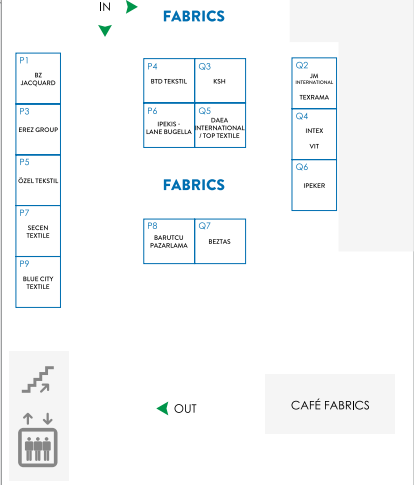 IN
FABRICS
P1
BZ
JACQUARD
P3
EREZ GROUP
P5
ÖZEL TEKSTIL
P7
SECEN
TEXTILE
P9
BLUE CITY
TEXTILE
P4
BTD TEKSTIL
Q3
KSH
P6
IPEKIS -
LANE BUGELLA
Q5
DAEA
INTERNATIONAL
/ TOP TEXTILE
Q2
JM
INTERNATIONAL
TEXRAMA
Q4
INTEX
VIT
Q6
IPEKER
FABRICS
P8
BARUTCU
PAZARLAMA
Q7
BEZTAS
OUT
CAFÉ FABRICS